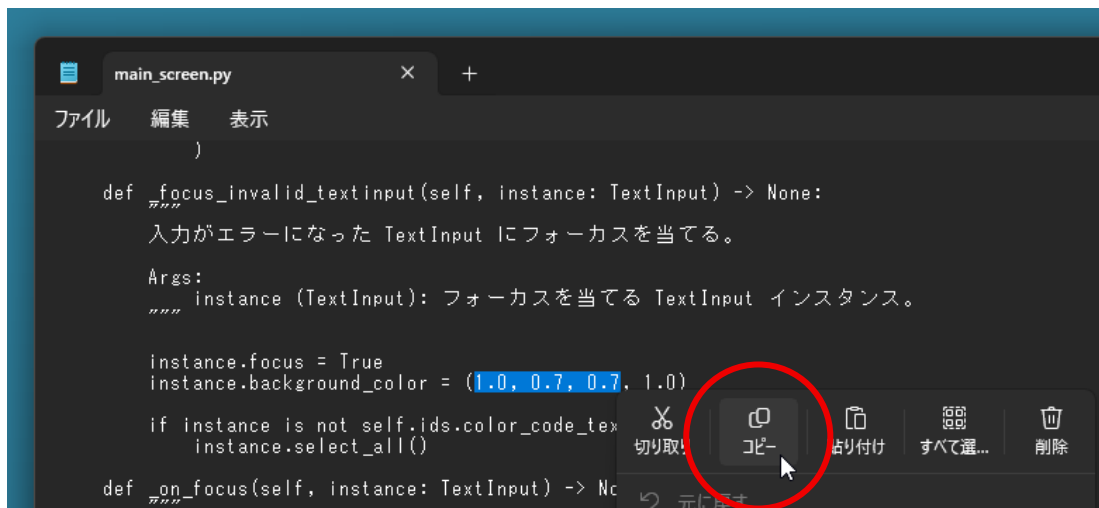 main_screen.py
ファイル 編集 表示
)
def _focus_invalid_textinput(self, instance: TextInput) -> None:
"""
入力がエラーになった TextInput にフォーカスを当てる。
Args:
instance (TextInput): フォーカスを当てる TextInput インスタンス。
"""
instance.focus = True
instance.background_color = (1.0, 0.7, 0.7, 1.0)
if instance is not self.ids.color_code_tex
instance.select_all()
切り取り コピー 貼り付け すべて選... 削除
def _on_focus(self, instance: TextInput) -> No
"""
元に戻す